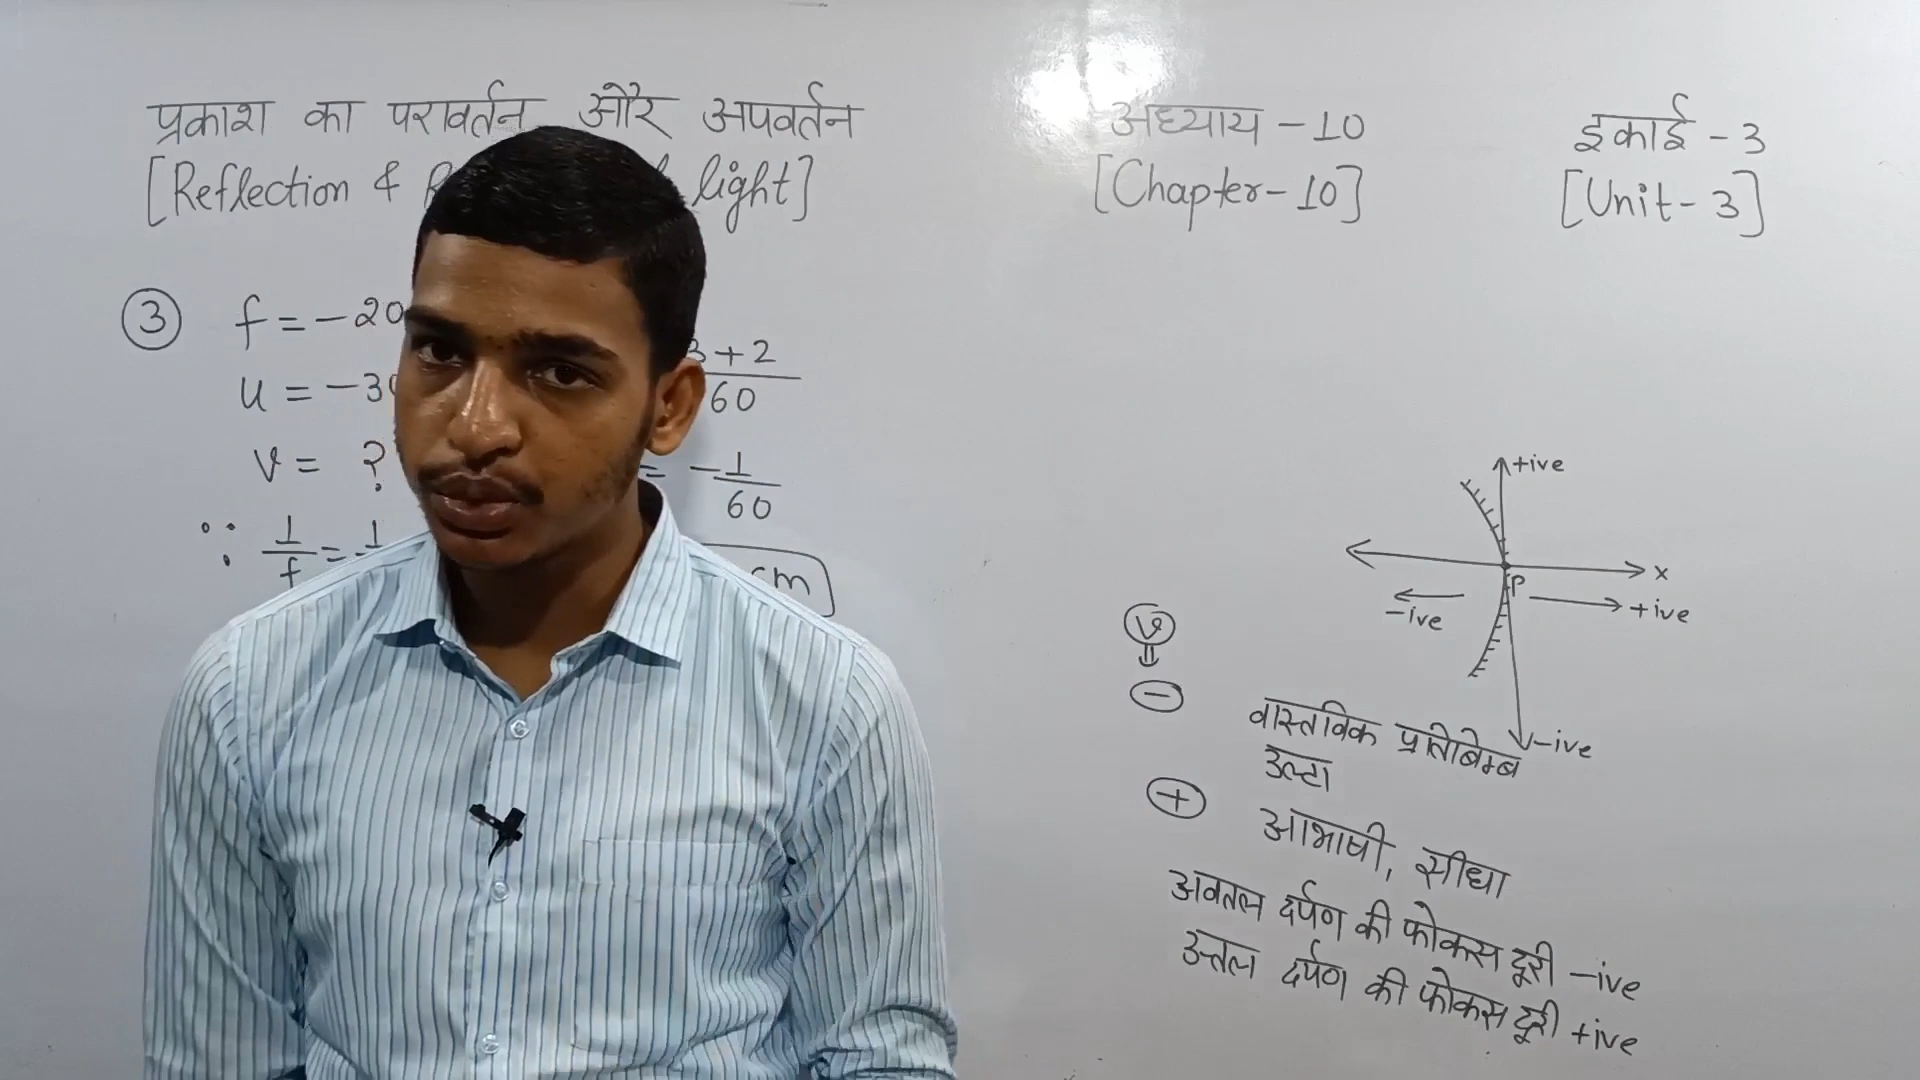 प्रकाश का परावर्तन और अपवर्तन
[Reflection & light]
अध्याय -10
[Chapter-10]
इकाई -3
[Unit-3]
③ f = -20
u = -30
v = ?
∵ 1/f = 1
3+2
60
= -1/60
cm
+ive
x
P
-ive
+ive
-ive
v
⇓
⊖ वास्तविक प्रतिबिम्ब
उल्टा
⊕ आभाषी, सीधा
अवतल दर्पण की फोकस दूरी -ive
उत्तल दर्पण की फोकस दूरी +ive